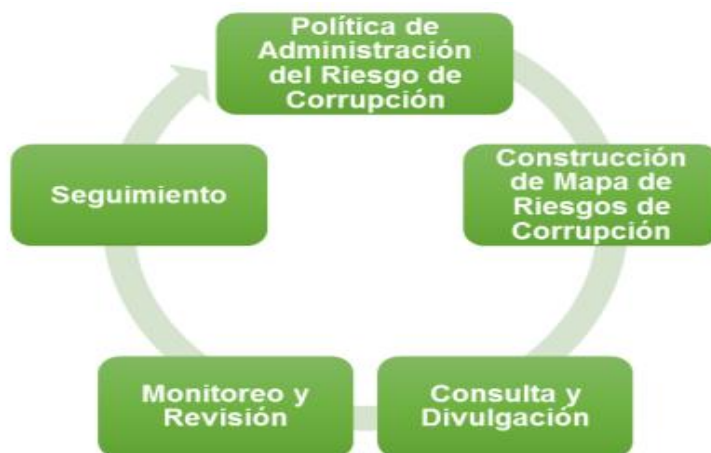 Política de
Administración
del Riesgo de
Corrupción
Construcción
de Mapa de
Riesgos de
Corrupción
Consulta y
Divulgación
Monitoreo y
Revisión
Seguimiento